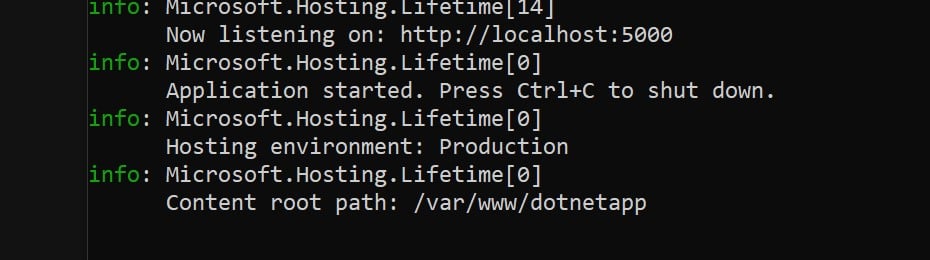 info: Microsoft.Hosting.Lifetime[14]
Now listening on: http://localhost:5000
info: Microsoft.Hosting.Lifetime[0]
Application started. Press Ctrl+C to shut down.
info: Microsoft.Hosting.Lifetime[0]
Hosting environment: Production
info: Microsoft.Hosting.Lifetime[0]
Content root path: /var/www/dotnetapp